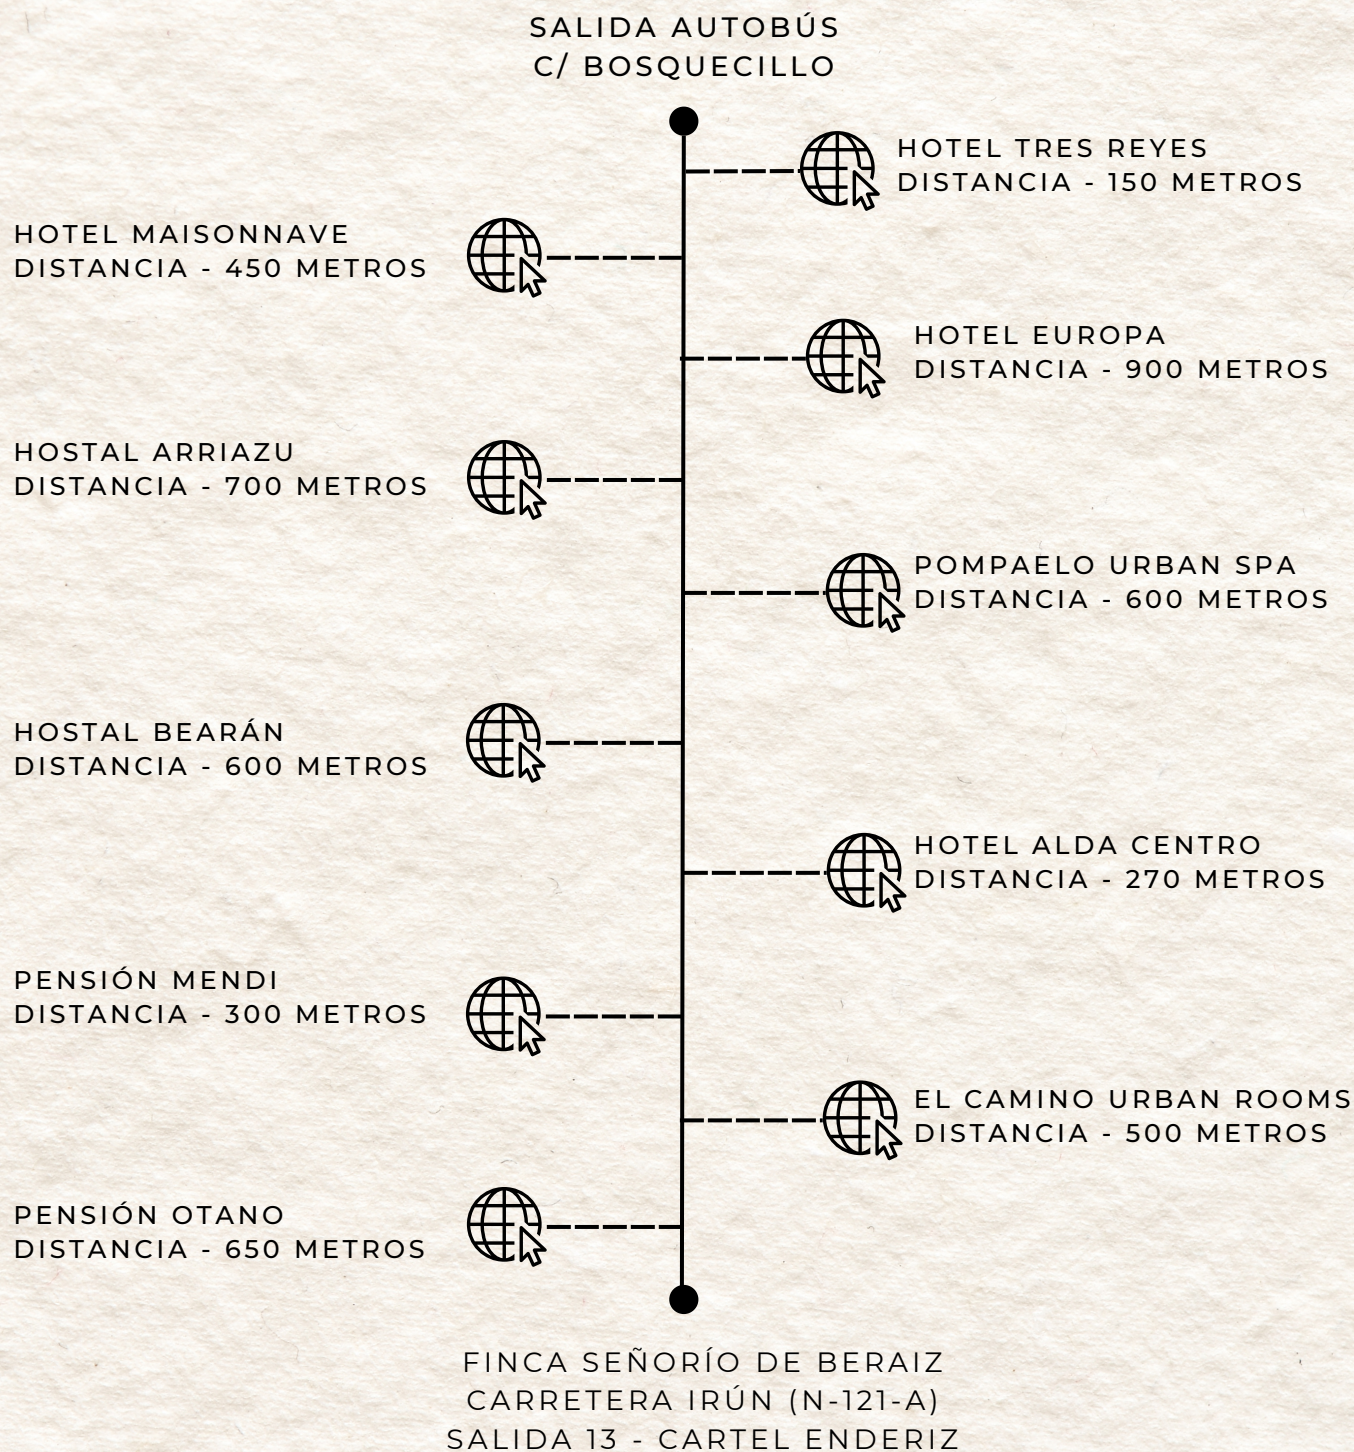 SALIDA AUTOBÚS
C/ BOSQUECILLO
HOTEL TRES REYES
DISTANCIA - 150 METROS
HOTEL MAISONNAVE
DISTANCIA - 450 METROS
HOTEL EUROPA
DISTANCIA - 900 METROS
HOSTAL ARRIAZU
DISTANCIA - 700 METROS
POMPAELO URBAN SPA
DISTANCIA - 600 METROS
HOSTAL BEARÁN
DISTANCIA - 600 METROS
HOTEL ALDA CENTRO
DISTANCIA - 270 METROS
PENSIÓN MENDI
DISTANCIA - 300 METROS
EL CAMINO URBAN ROOMS
DISTANCIA - 500 METROS
PENSIÓN OTANO
DISTANCIA - 650 METROS
FINCA SEÑORÍO DE BERAIZ
CARRETERA IRÚN (N-121-A)
SALIDA 13 - CARTEL ENDERIZ